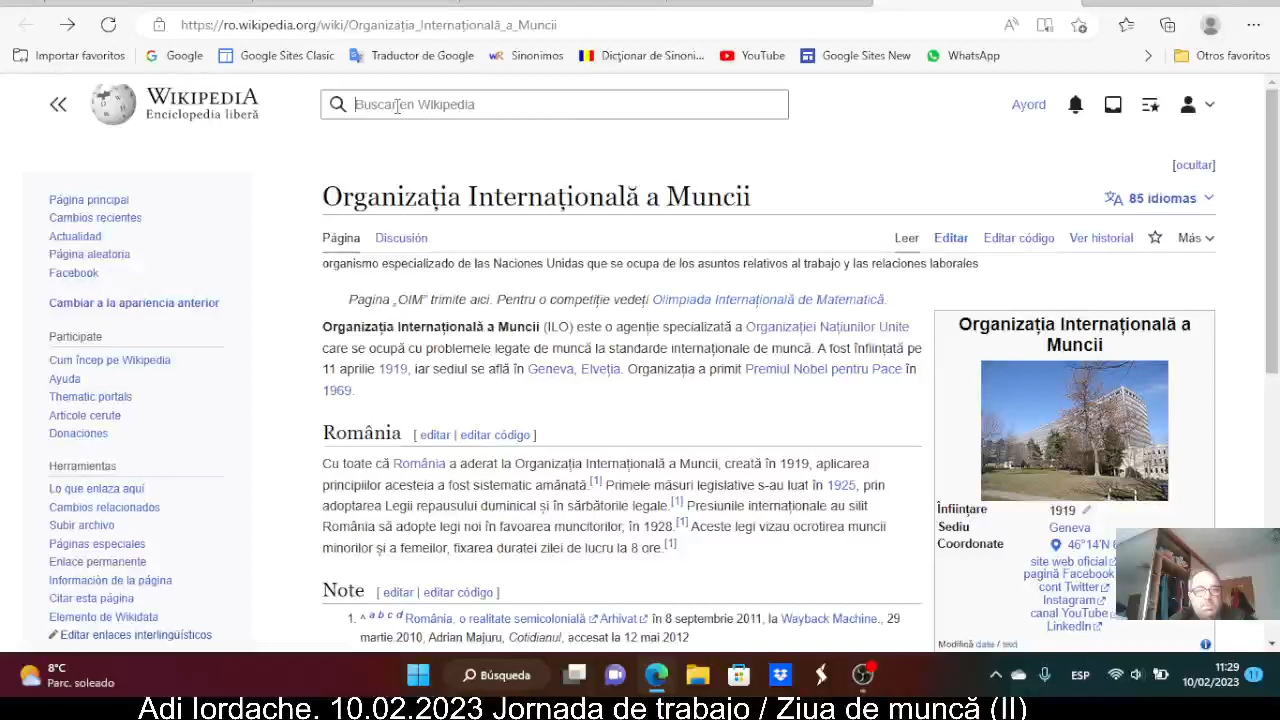 https://ro.wikipedia.org/wiki/Organizația_Internațională_a_Muncii
Importar favoritos
Google
Google Sites Clasic
Traductor de Google
Sinonimos
Dicționar de Sinoni...
YouTube
Google Sites New
WhatsApp
Otros favoritos
WIKIPEDIA
Enciclopedia liberă
Buscar en Wikipedia
Ayord
[ocultar]
Página principal
Cambios recientes
Actualidad
Página aleatoria
Facebook
Cambiar a la apariencia anterior
Participate
Cum încep pe Wikipedia
Ayuda
Thematic portals
Articole cerute
Donaciones
Herramientas
Lo que enlaza aquí
Cambios relacionados
Subir archivo
Páginas especiales
Enlace permanente
Información de la página
Citar esta página
Elemento de Wikidata
Editar enlaces interlingüísticos
Organizația Internațională a Muncii
85 idiomas
Página Discusión
Leer Editar Editar código Ver historial Más
organismo especializado de las Naciones Unidas que se ocupa de los asuntos relativos al trabajo y las relaciones laborales
Pagina „OIM” trimite aici. Pentru o competiție vedeți Olimpiada Internațională de Matematică.
Organizația Internațională a Muncii (ILO) este o agenție specializată a Organizației Națiunilor Unite
care se ocupă cu problemele legate de muncă la standarde internaționale de muncă. A fost înființată pe
11 aprilie 1919, iar sediul se află în Geneva, Elveția. Organizația a primit Premiul Nobel pentru Pace în
1969.
România [ editar | editar código ]
Cu toate că România a aderat la Organizația Internațională a Muncii, creată în 1919, aplicarea
principiilor acesteia a fost sistematic amânată.[1] Primele măsuri legislative s-au luat în 1925, prin
adoptarea Legii repausului duminical și în sărbătorile legale.[1] Presiunile internaționale au silit
România să adopte legi noi în favoarea muncitorilor, în 1928.[1] Aceste legi vizau ocrotirea muncii
minorilor și a femeilor, fixarea duratei zilei de lucru la 8 ore.[1]
Note [ editar | editar código ]
1. ^ a b c d România, o realitate semicolonială Arhivat în 8 septembrie 2011, la Wayback Machine., 29
martie 2010, Adrian Majuru, Cotidianul, accesat la 12 mai 2012
Organizația Internațională a
Muncii
Înființare 1919
Sediu Geneva
Coordonate 46°14′N
site web oficial
pagină Facebook
cont Twitter
Instagram
canal YouTube
LinkedIn
Modifică date / text
8°C
Parc. soleado
Búsqueda
ESP
11:29
10/02/2023
11
Adi Iordache. 10.02.2023 Jornada de trabajo / Ziua de muncă (II)